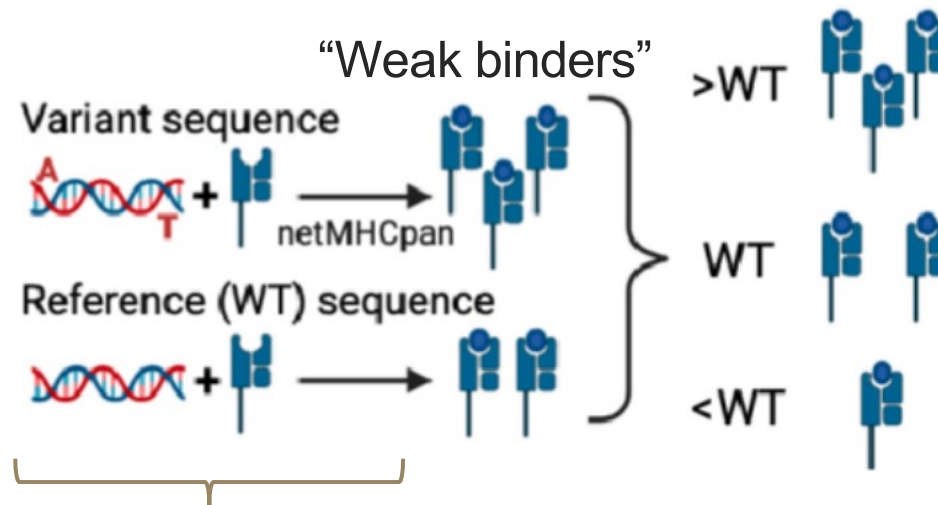 “Weak binders”
Variant sequence
A
+
T
netMHCpan
Reference (WT) sequence
+
>WT
WT
<WT